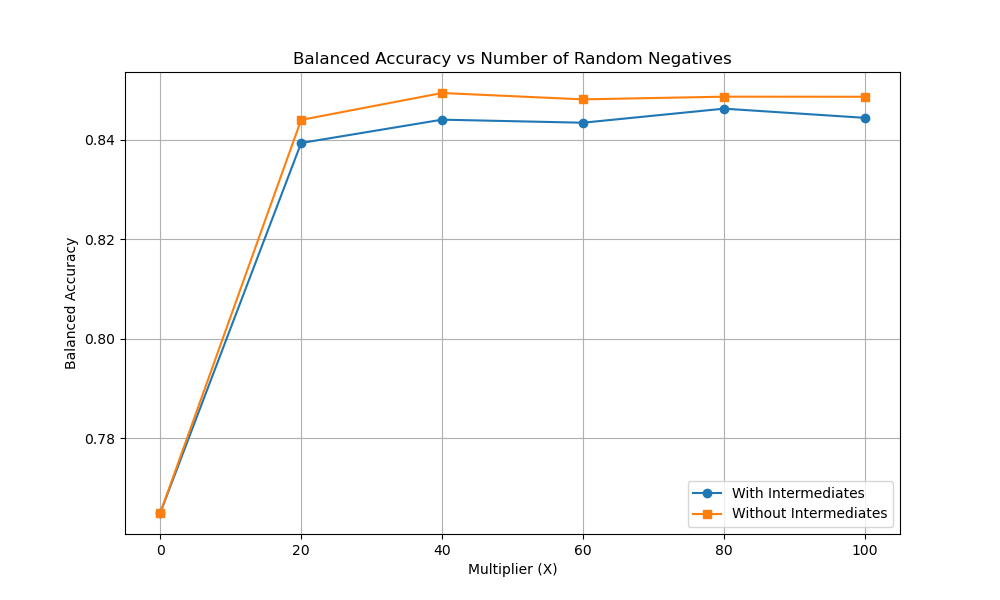 Balanced Accuracy vs Number of Random Negatives
Balanced Accuracy
0.84
0.82
0.80
0.78
With Intermediates
Without Intermediates
0 20 40 60 80 100
Multiplier (X)